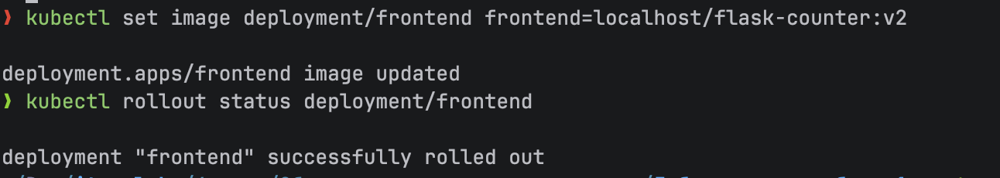 ❯ kubectl set image deployment/frontend frontend=localhost/flask-counter:v2
deployment.apps/frontend image updated
❯ kubectl rollout status deployment/frontend
deployment "frontend" successfully rolled out